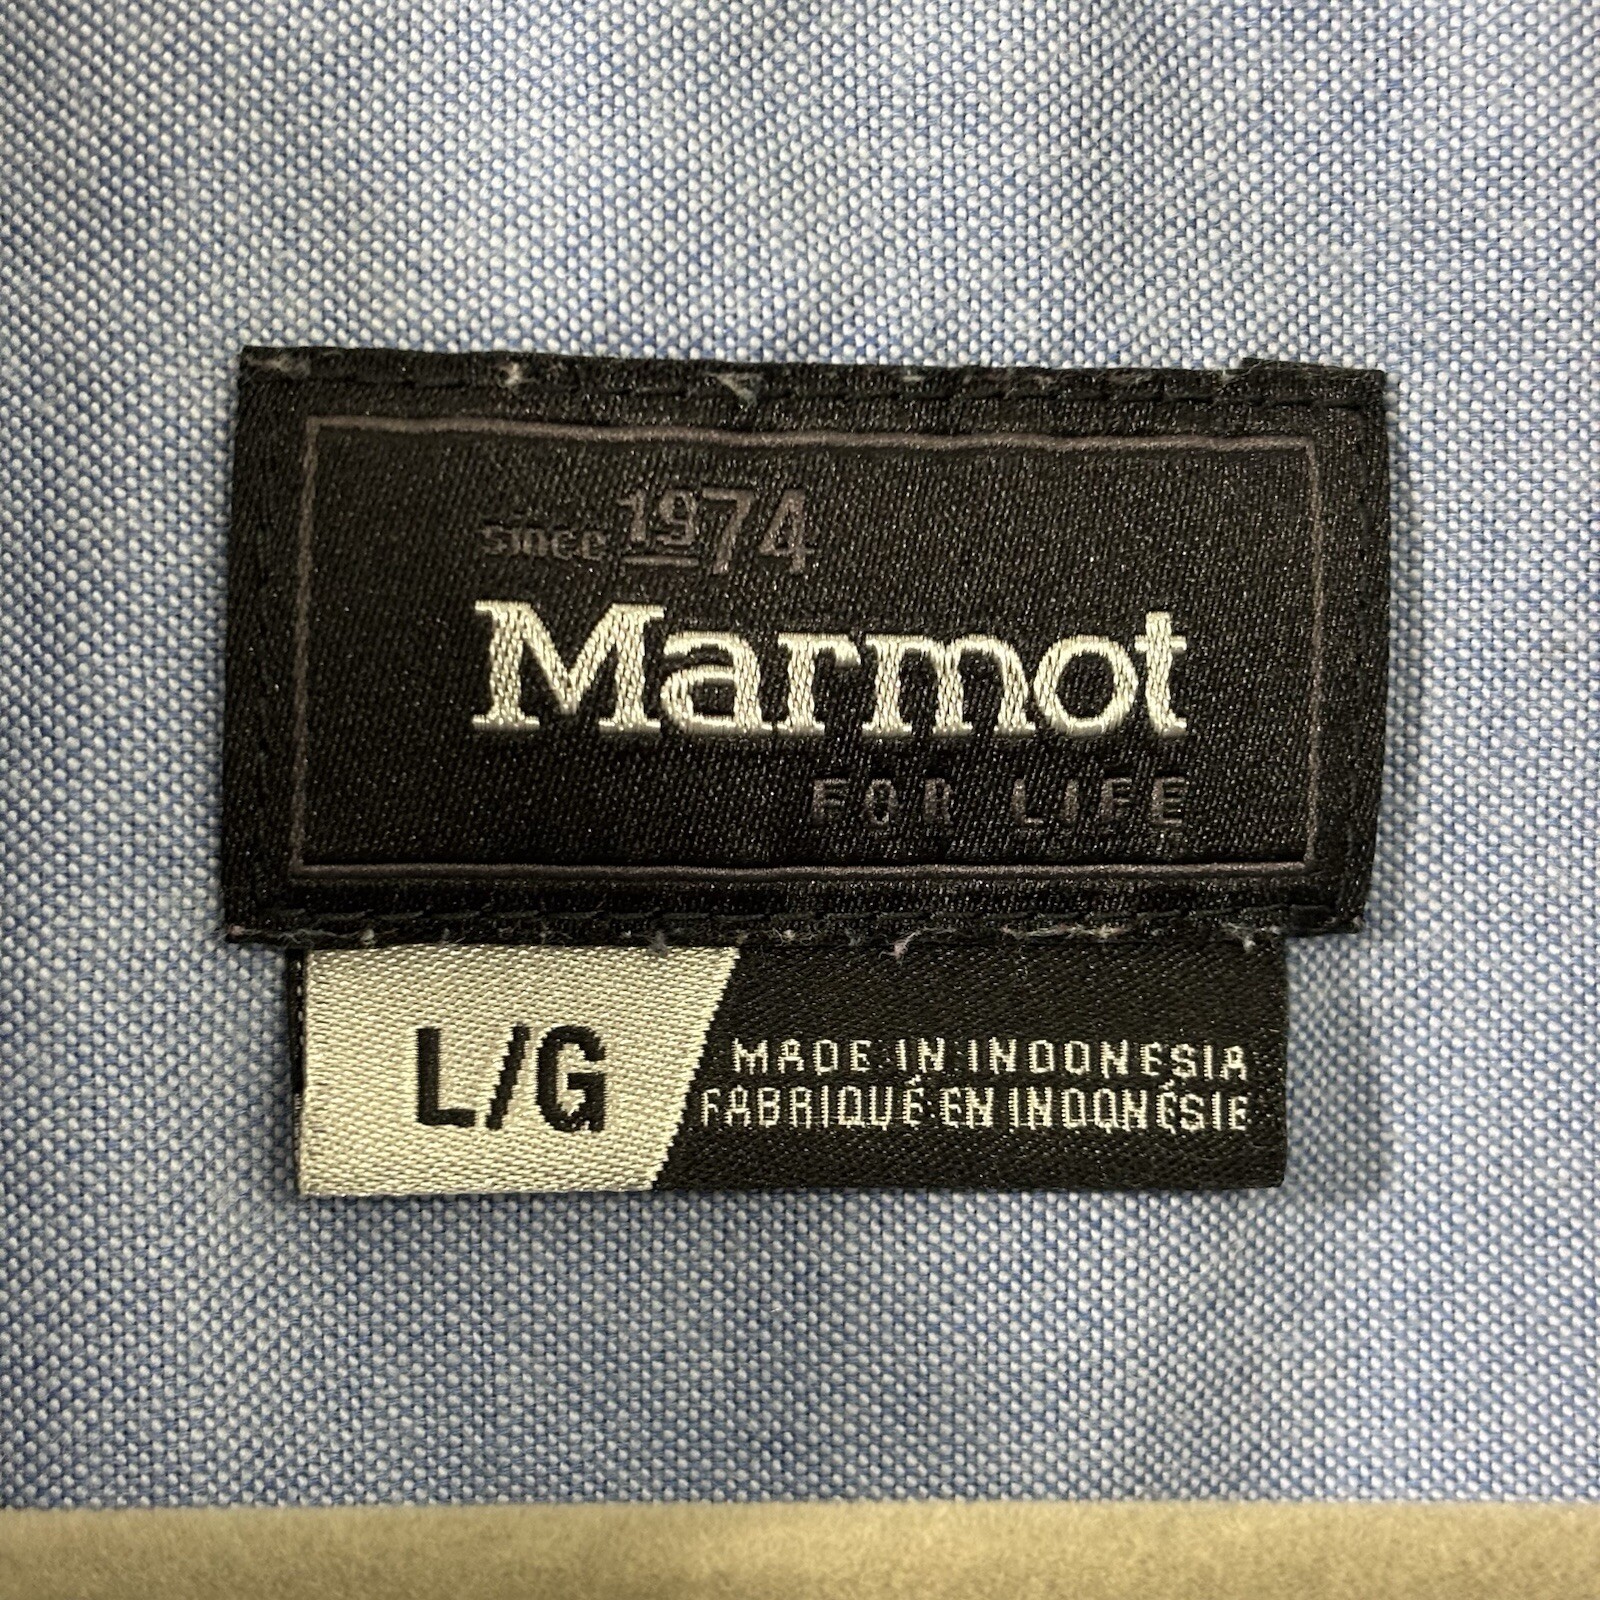 since 1974
Marmot
FOR LIFE
L/G
MADE IN INDONESIA
FABRIQUÉ EN INDONÉSIE